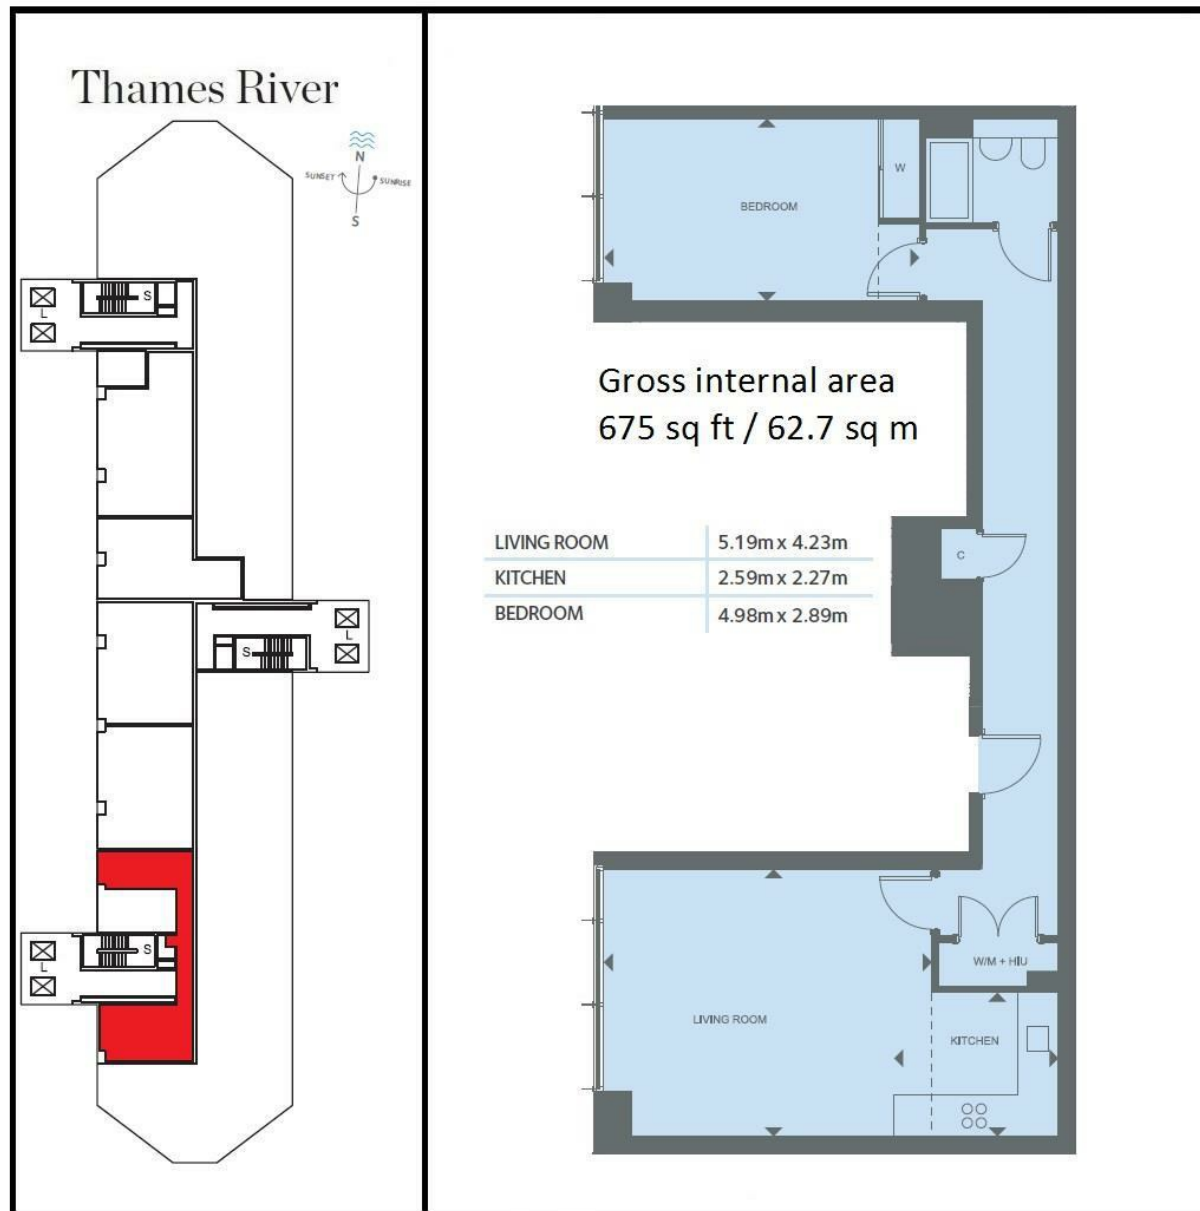 Thames River
N
SUNSET
SUNRISE
S
S
L
L
S
S
L
W
BEDROOM
Gross internal area
675 sq ft / 62.7 sq m
LIVING ROOM 5.19m x 4.23m
KITCHEN 2.59m x 2.27m
BEDROOM 4.98m x 2.89m
C
W/M + HIU
LIVING ROOM
KITCHEN